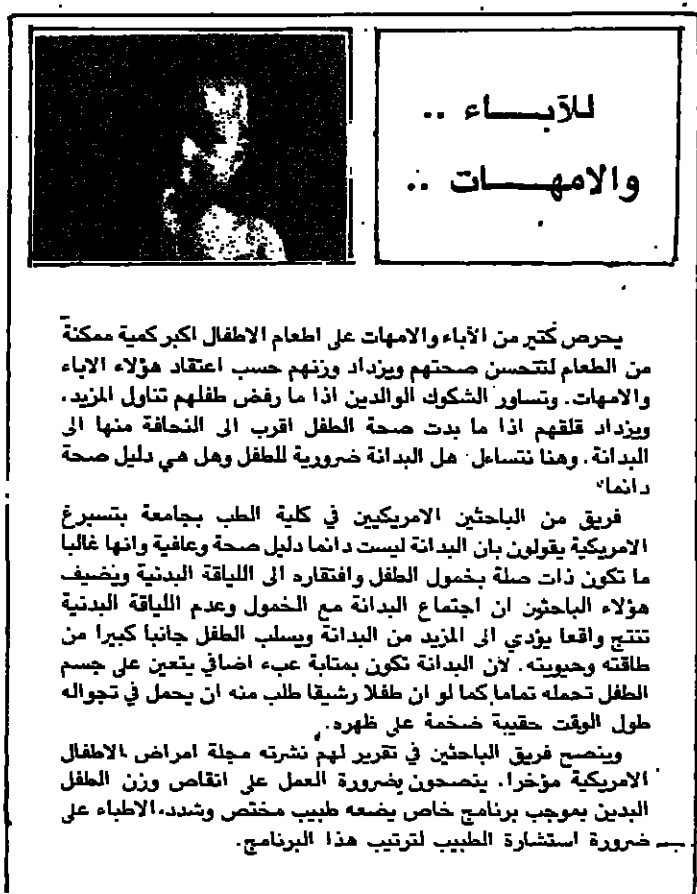 للآبـــاء ..
والامهـــات ..
يحرص كثير من الآباء والامهات على اطعام الاطفال اكبر كمية ممكنة
من الطعام لتتحسن صحتهم ويزداد وزنهم حسب اعتقاد هؤلاء الاباء
والامهات. وتساور الشكوك الوالدين اذا ما رفض طفلهم تناول المزيد.
ويزداد قلقهم اذا ما بدت صحة الطفل اقرب الى النحافة منها الى
البدانة. وهنا نتساءل هل البدانة ضرورية للطفل وهل هي دليل صحة
دائما
فريق من الباحثين الامريكيين في كلية الطب بجامعة بتسبرغ
الامريكية يقولون بان البدانة ليست دائما دليل صحة وعافية وانها غالبا
ما تكون ذات صلة بخمول الطفل وافتقاره الى اللياقة البدنية ويضيف
هؤلاء الباحثون ان اجتماع البدانة مع الخمول وعدم اللياقة البدنية
تنتج واقعا يؤدي الى المزيد من البدانة ويسلب الطفل جانبا كبيرا من
طاقته وحيويته. لان البدانة تكون بمثابة عبء اضافي يتعين على جسم
الطفل تحمله تماما كما لو ان طفلا رشيقا طلب منه ان يحمل في تجواله
طول الوقت حقيبة ضخمة على ظهره.
وينصح فريق الباحثين في تقرير لهم نشرته مجلة امراض الاطفال
الامريكية مؤخرا. ينصحون بضرورة العمل على انقاص وزن الطفل
البدين بموجب برنامج خاص يضعه طبيب مختص وشدد الاطباء على
ضرورة استشارة الطبيب لترتيب هذا البرنامج.